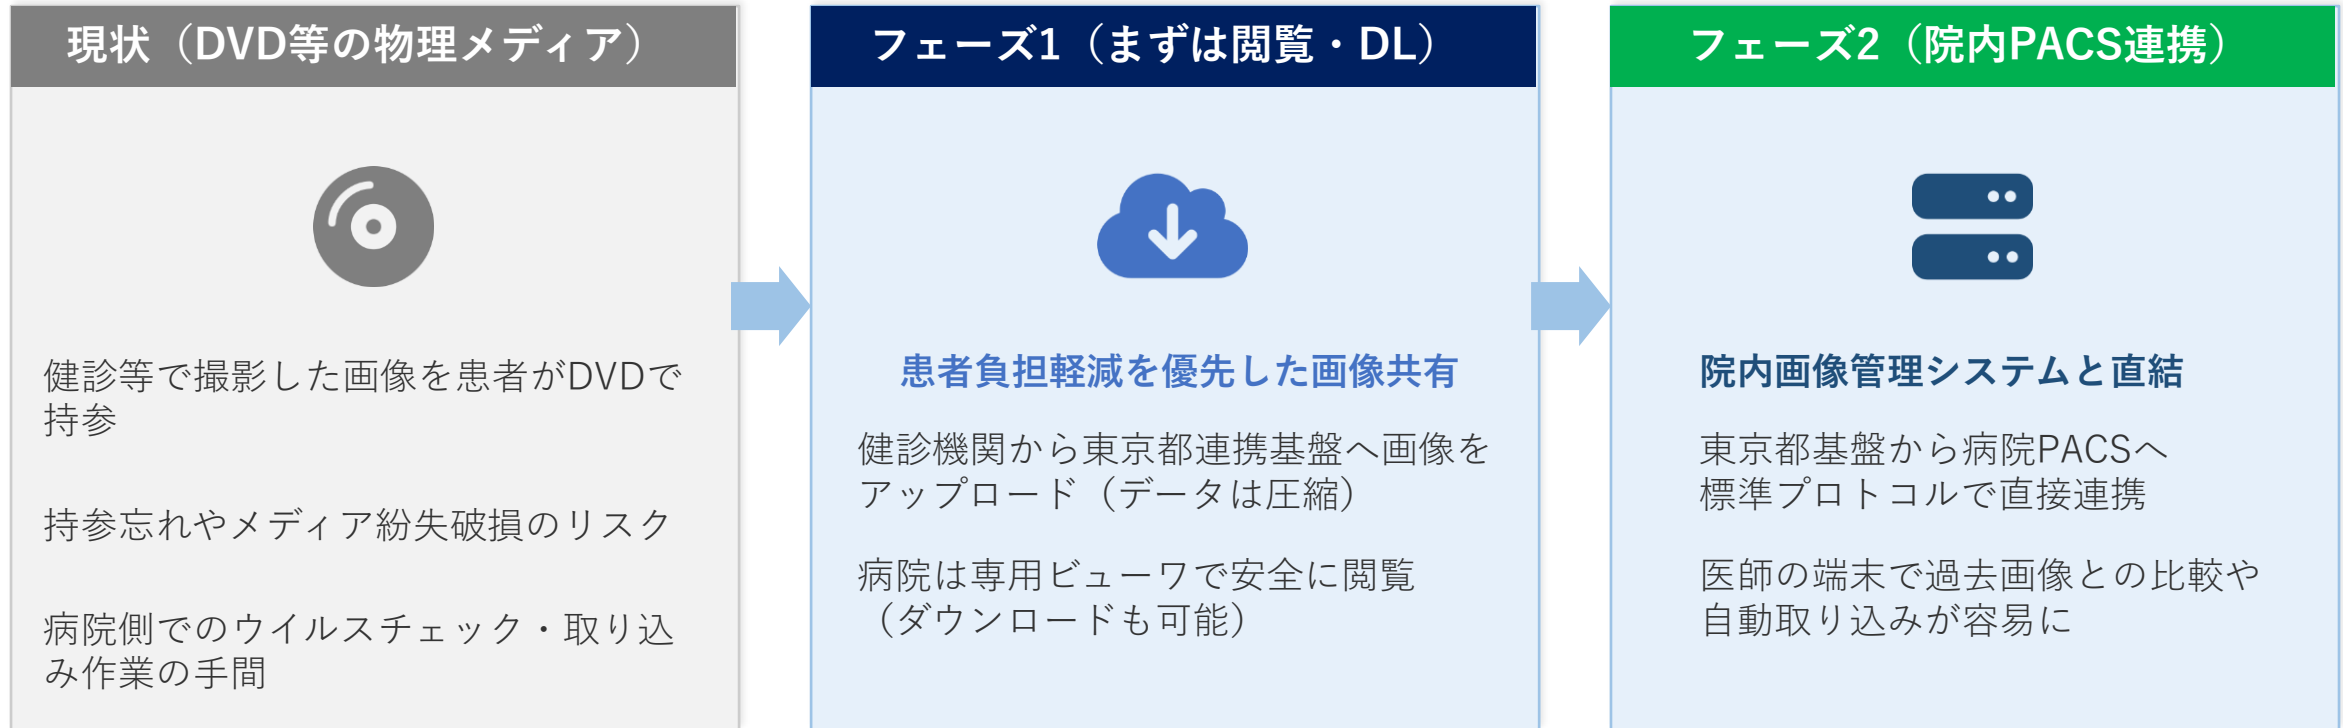 現状（DVD等の物理メディア）
健診等で撮影した画像を患者がDVDで
持参
持参忘れやメディア紛失破損のリスク
病院側でのウイルスチェック・取り込
み作業の手間
フェーズ1（まずは閲覧・DL）
患者負担軽減を優先した画像共有
健診機関から東京都連携基盤へ画像を
アップロード（データは圧縮）
病院は専用ビューワで安全に閲覧
（ダウンロードも可能）
フェーズ2（院内PACS連携）
院内画像管理システムと直結
東京都基盤から病院PACSへ
標準プロトコルで直接連携
医師の端末で過去画像との比較や
自動取り込みが容易に